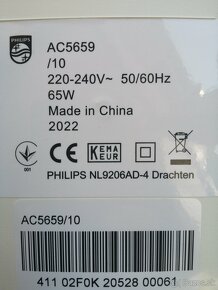 PHILIPS
AC5659
/10
220-240V~ 50/60Hz
65W
Made in China
2022
001
KEMA
KEUR
PHILIPS NL9206AD-4 Drachten
AC5659/10
411 02F0K 20528 00061